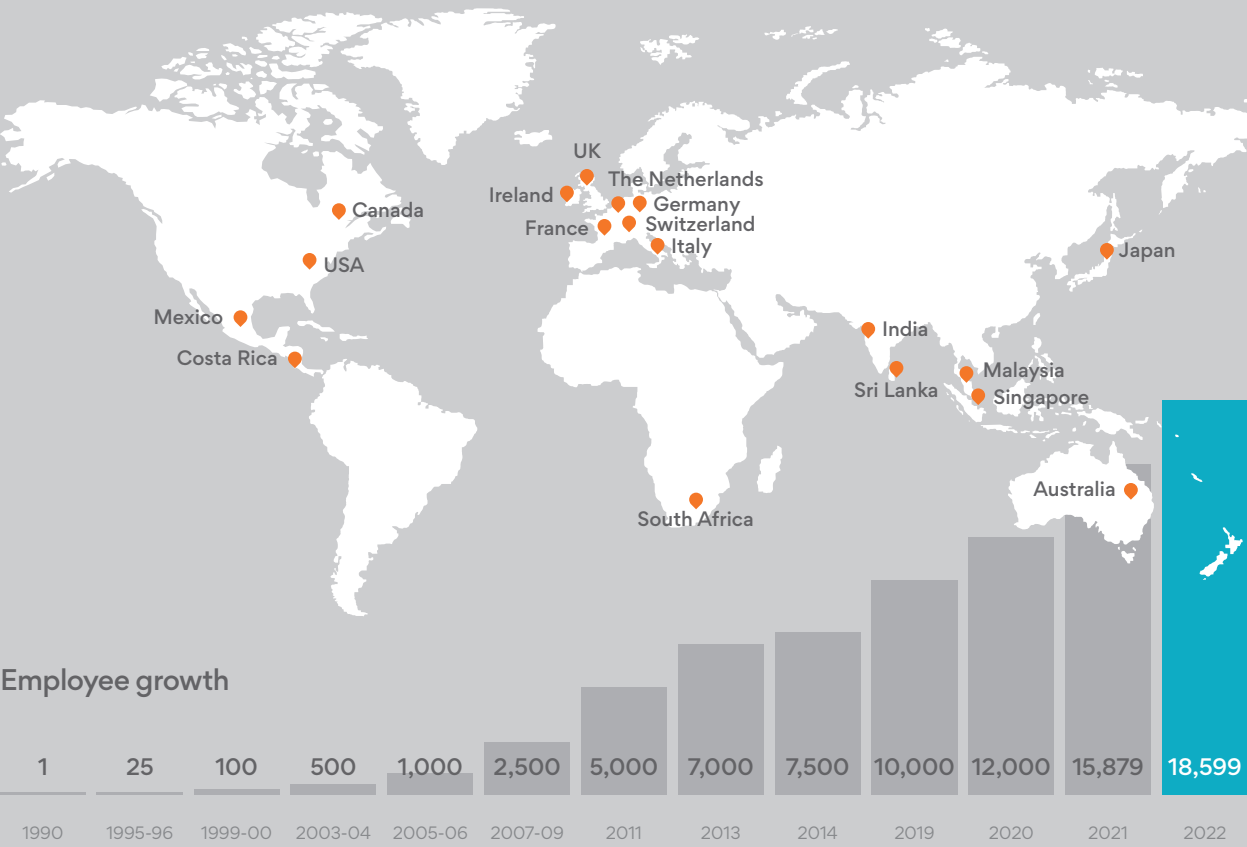 UK
The Netherlands
Ireland
Germany
Canada
Switzerland
France
Italy
Japan
USA
Mexico
India
Costa Rica
Malaysia
Sri Lanka
Singapore
Australia
South Africa
Employee growth
1 25 100 500 1,000 2,500 5,000 7,000 7,500 10,000 12,000 15,879 18,599
1990 1995-96 1999-00 2003-04 2005-06 2007-09 2011 2013 2014 2019 2020 2021 2022